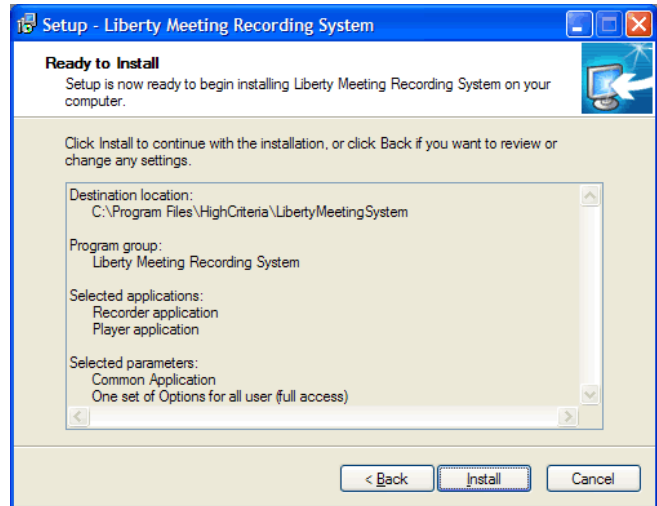 Setup - Liberty Meeting Recording System
Ready to Install
Setup is now ready to begin installing Liberty Meeting Recording System on your
computer.
Click Install to continue with the installation, or click Back if you want to review or
change any settings.
Destination location:
C:\Program Files\HighCriteria\LibertyMeetingSystem
Program group:
Liberty Meeting Recording System
Selected applications:
Recorder application
Player application
Selected parameters:
Common Application
One set of Options for all user (full access)
< Back
Install
Cancel